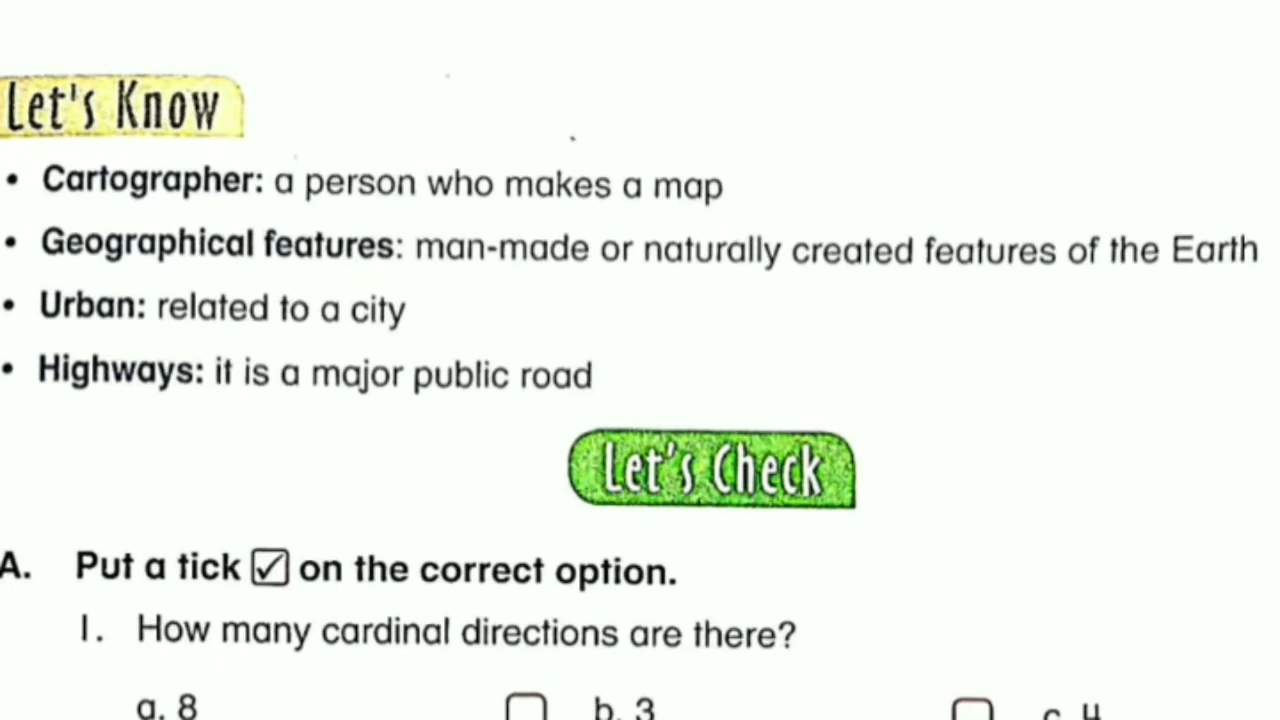 Let's Know
• Cartographer: a person who makes a map
• Geographical features: man-made or naturally created features of the Earth
• Urban: related to a city
• Highways: it is a major public road
Let's Check
A. Put a tick ☑ on the correct option.
1. How many cardinal directions are there?
a. 8 ☐ b. 3 ☐ c. 4